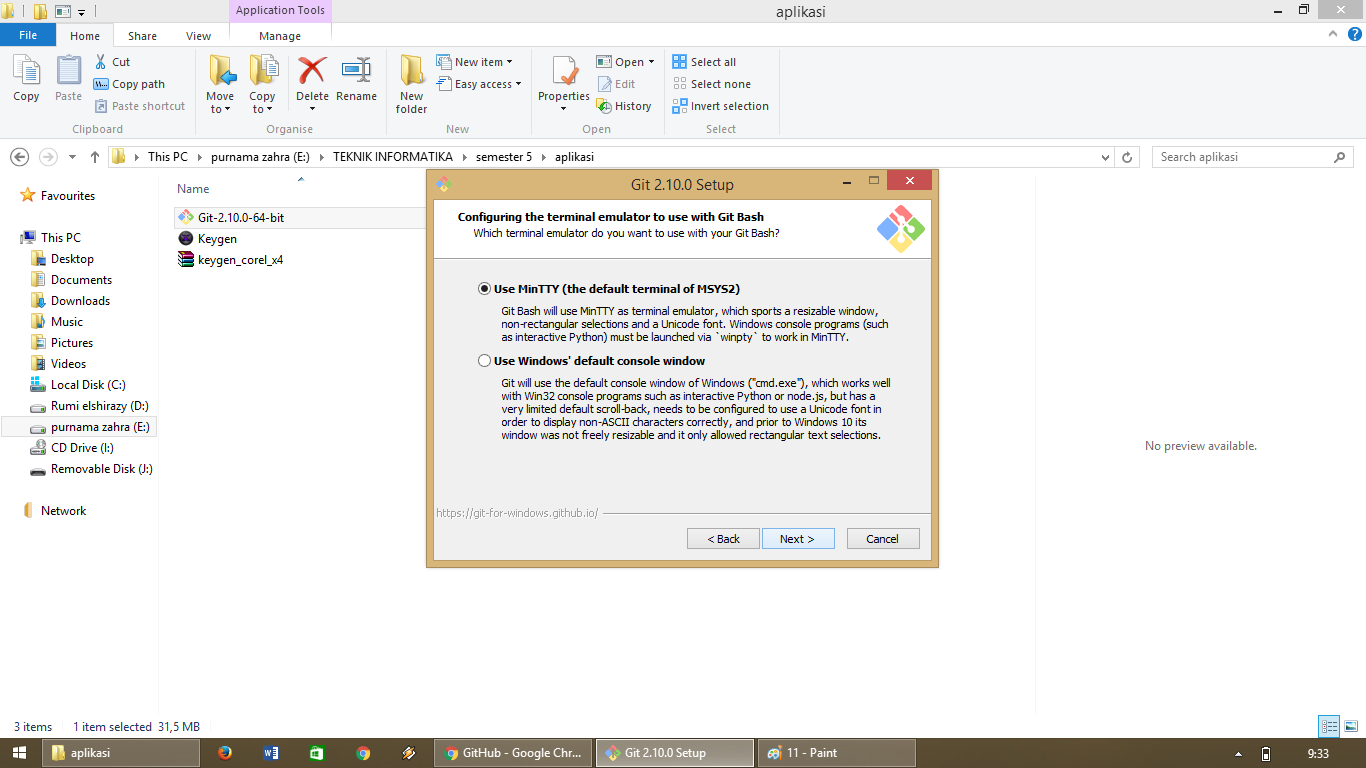 Application Tools
aplikasi
File
Home
Share
View
Manage
Copy
Paste
Cut
Copy path
Paste shortcut
Clipboard
Move to
Copy to
Delete
Rename
Organise
New folder
New item
Easy access
New
Properties
Open
Edit
History
Open
Select all
Select none
Invert selection
Select
This PC
purnama zahra (E:)
TEKNIK INFORMATIKA
semester 5
aplikasi
Search aplikasi
Favourites
This PC
Desktop
Documents
Downloads
Music
Pictures
Videos
Local Disk (C:)
Rumi elshirazy (D:)
purnama zahra (E:)
CD Drive (I:)
Removable Disk (J:)
Network
Name
Git-2.10.0-64-bit
Keygen
keygen_corel_x4
Git 2.10.0 Setup
Configuring the terminal emulator to use with Git Bash
Which terminal emulator do you want to use with your Git Bash?
Use MinTTY (the default terminal of MSYS2)
Git Bash will use MinTTY as terminal emulator, which sports a resizable window,
non-rectangular selections and a Unicode font. Windows console programs (such
as interactive Python) must be launched via `winpty` to work in MinTTY.
Use Windows' default console window
Git will use the default console window of Windows ("cmd.exe"), which works well
with Win32 console programs such as interactive Python or node.js, but has a
very limited default scroll-back, needs to be configured to use a Unicode font in
order to display non-ASCII characters correctly, and prior to Windows 10 its
window was not freely resizable and it only allowed rectangular text selections.
https://git-for-windows.github.io/
< Back
Next >
Cancel
No preview available.
3 items
1 item selected 31,5 MB
aplikasi
GitHub - Google Chr...
Git 2.10.0 Setup
11 - Paint
9:33